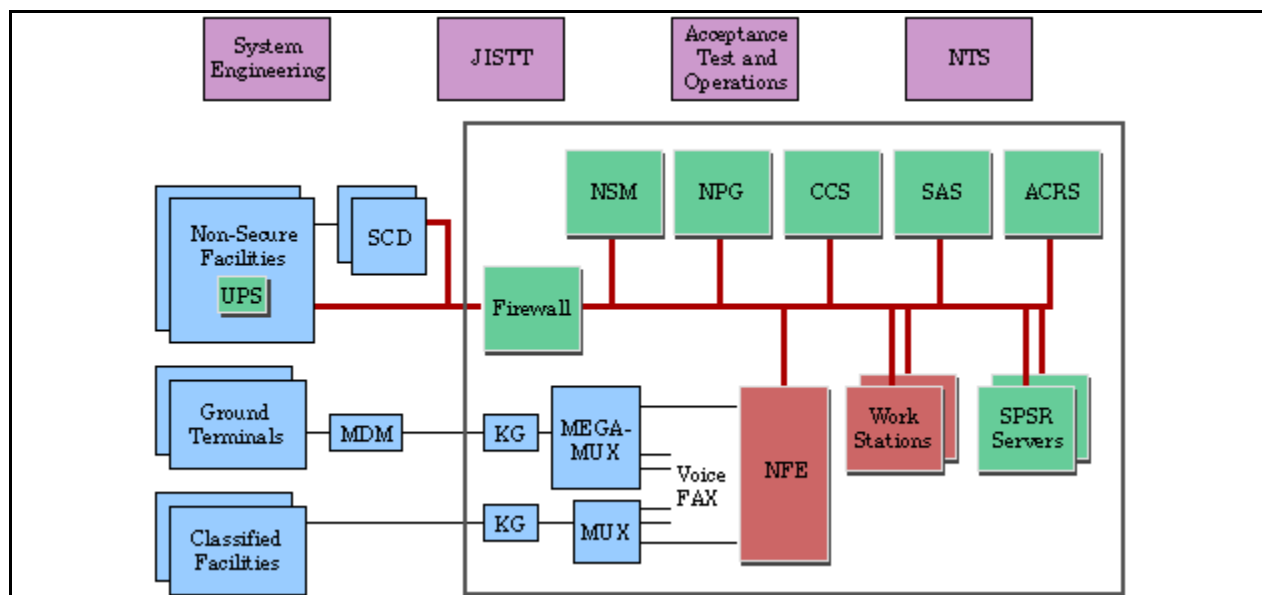 System
Engineering
JISTT
Acceptance
Test and
Operations
NTS
NSM
NPG
CCS
SAS
ACRS
Non-Secure
Facilities
UPS
SCD
Firewall
Ground
Terminals
MDM
KG
MEGA-
MUX
Voice
FAX
NFE
Work
Stations
SPSR
Servers
Classified
Facilities
KG
MUX